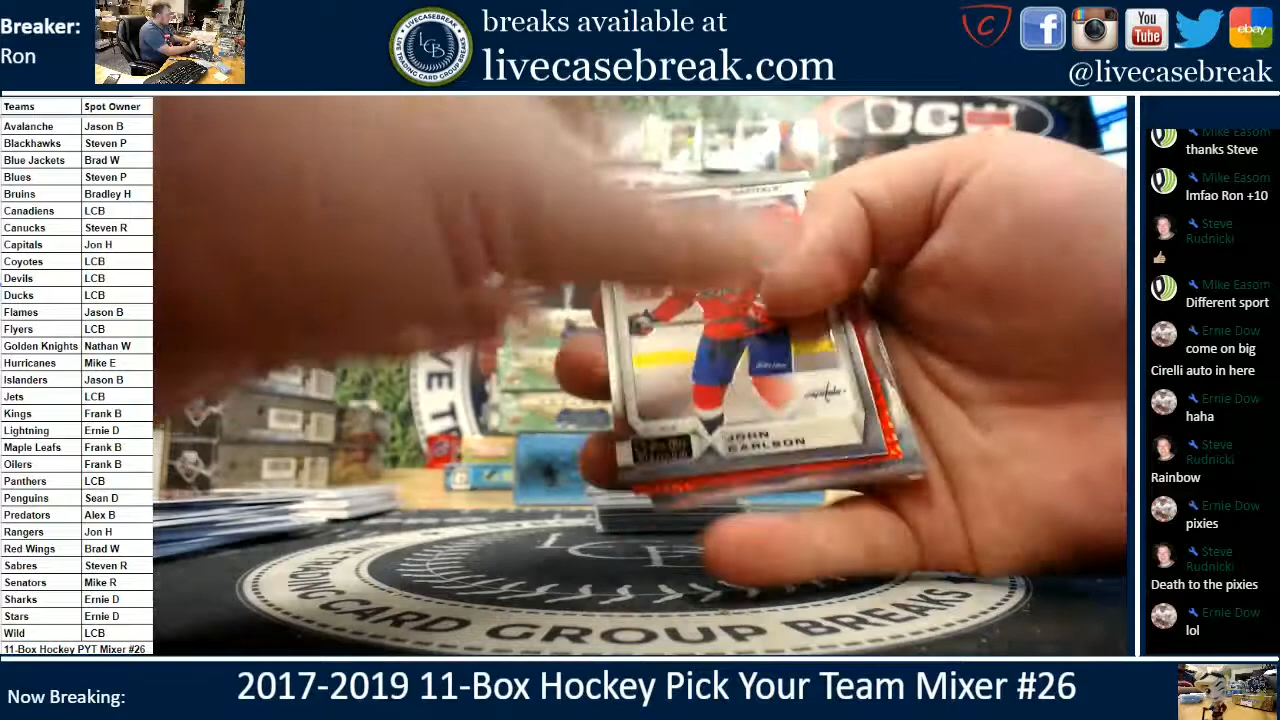 Breaker:
Ron
LCB
breaks available at
livecasebreak.com
You
Tube
ebay
@livecasebreak
Teams Spot Owner
Avalanche Jason B
Blackhawks Steven P
Blue Jackets Brad W
Blues Steven P
Bruins Bradley H
Canadiens LCB
Canucks Steven R
Capitals Jon H
Coyotes LCB
Devils LCB
Ducks LCB
Flames Jason B
Flyers LCB
Golden Knights Nathan W
Hurricanes Mike E
Islanders Jason B
Jets LCB
Kings Frank B
Lightning Ernie D
Maple Leafs Frank B
Oilers Frank B
Panthers LCB
Penguins Sean D
Predators Alex B
Rangers Jon H
Red Wings Brad W
Sabres Steven R
Senators Mike R
Sharks Ernie D
Stars Ernie D
Wild LCB
11-Box Hockey PYT Mixer #26
JOHN
CARLSON
LCB
TRADING CARD GROUP BREAKS
Mike Easom
thanks Steve
Mike Easom
lmfao Ron +10
Steve
Rudnicki
Mike Easom
Different sport
Ernie Dow
come on big
Cirelli auto in here
Ernie Dow
haha
Steve
Rudnicki
Rainbow
Ernie Dow
pixies
Steve
Rudnicki
Death to the pixies
Ernie Dow
lol
Now Breaking:
2017-2019 11-Box Hockey Pick Your Team Mixer #26